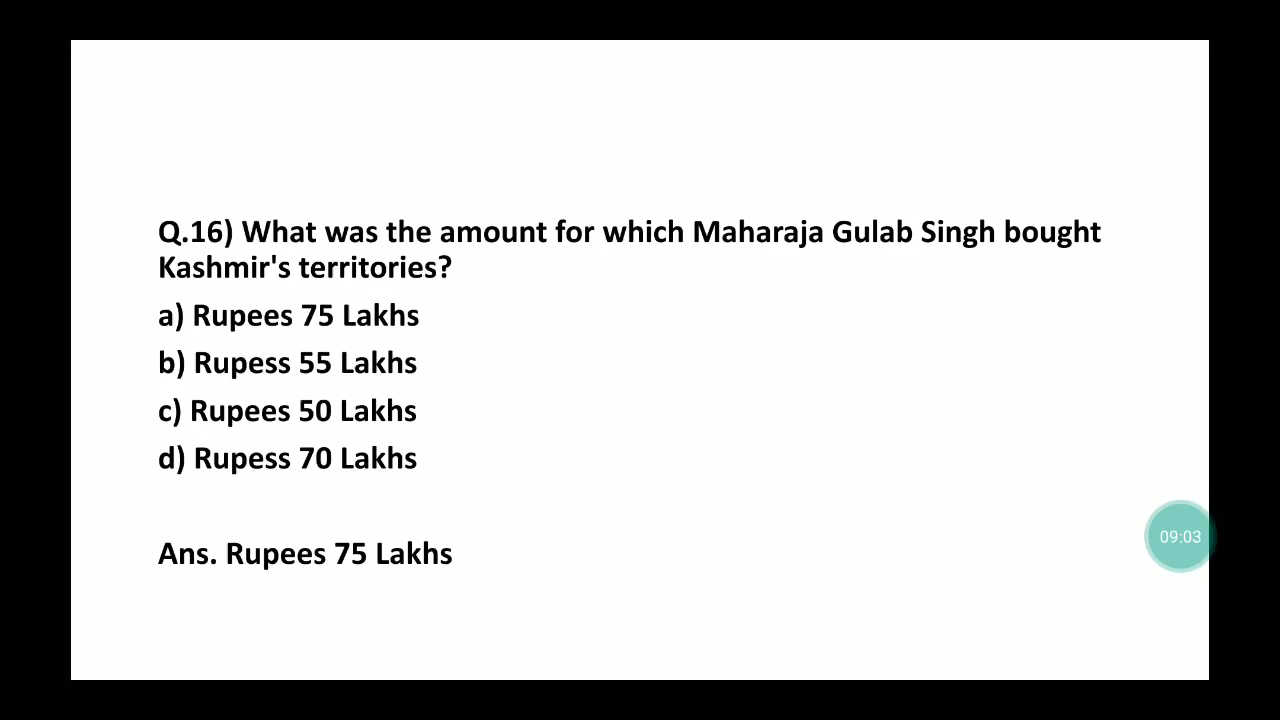 Q.16) What was the amount for which Maharaja Gulab Singh bought
Kashmir's territories?
a) Rupees 75 Lakhs
b) Rupess 55 Lakhs
c) Rupees 50 Lakhs
d) Rupess 70 Lakhs
Ans. Rupees 75 Lakhs
09:03